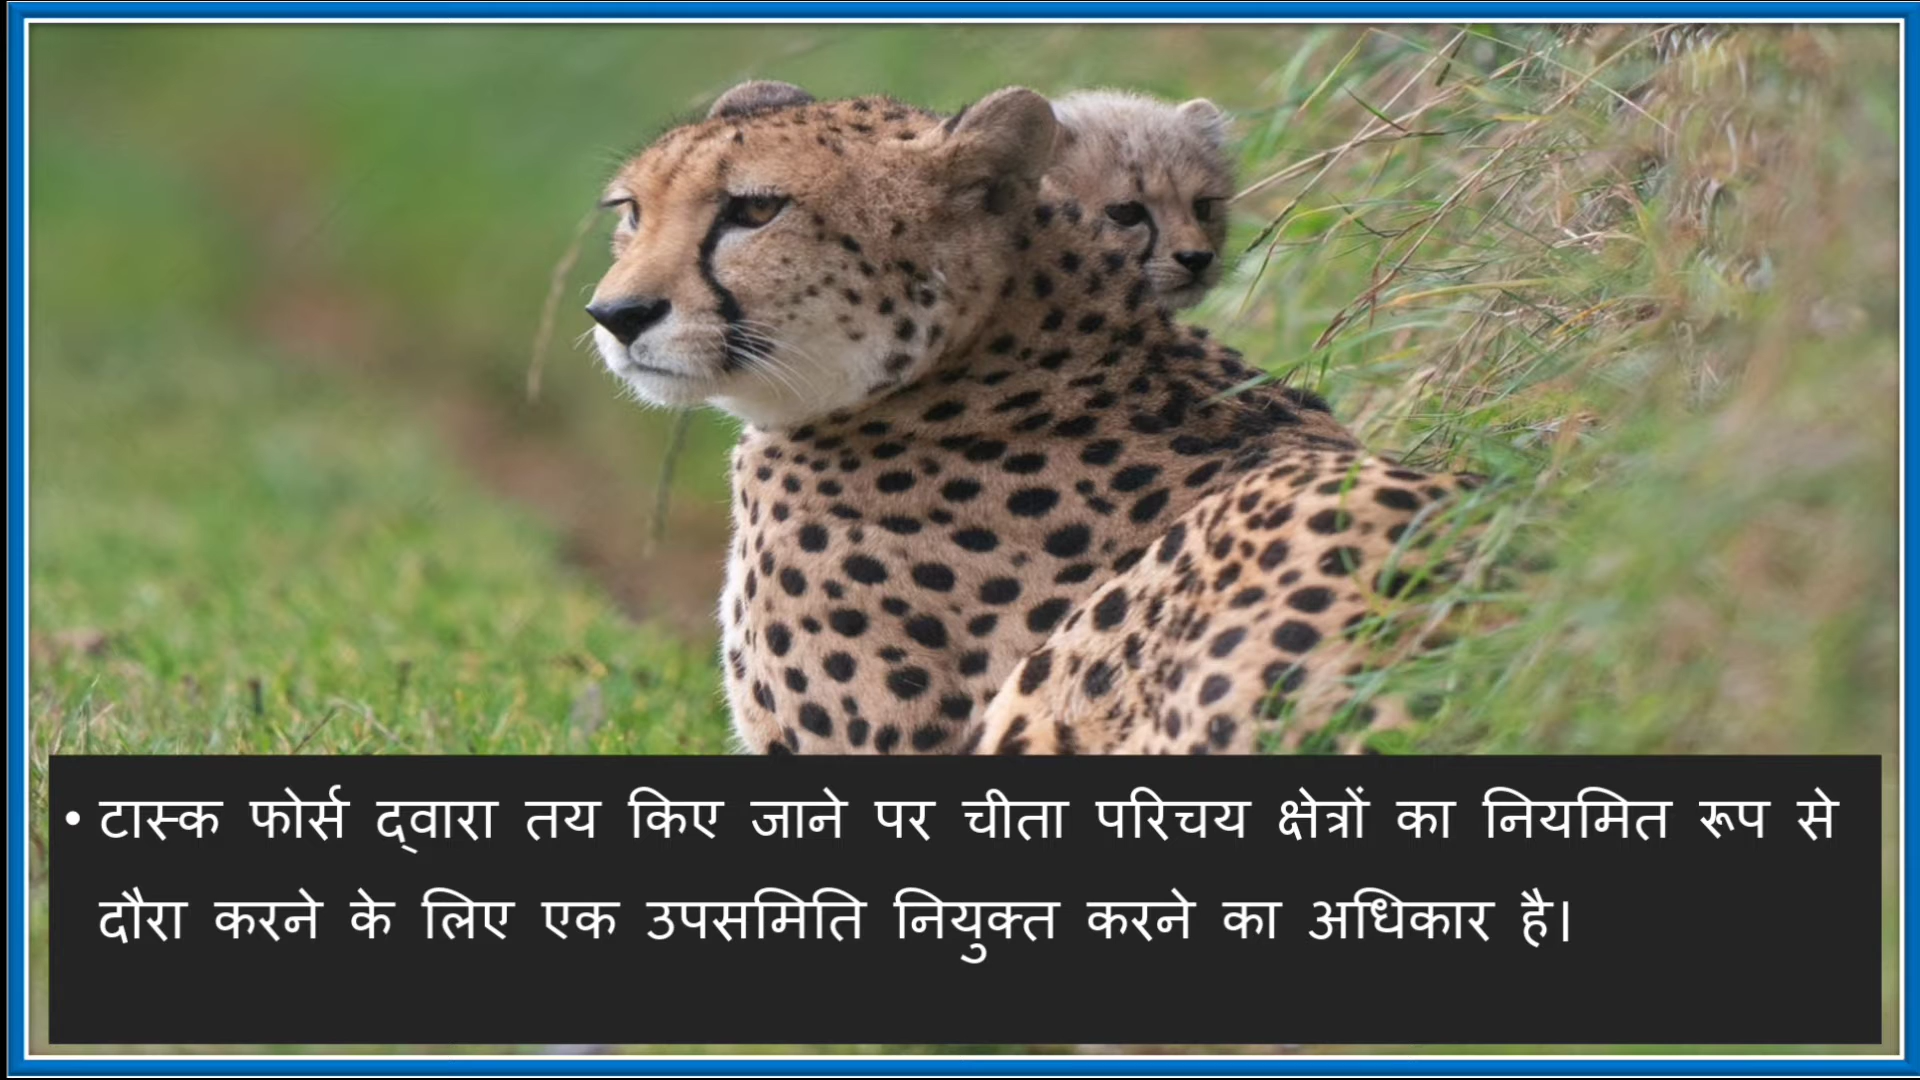 • टास्क फोर्स द्वारा तय किए जाने पर चीता परिचय क्षेत्रों का नियमित रूप से
दौरा करने के लिए एक उपसमिति नियुक्त करने का अधिकार है।